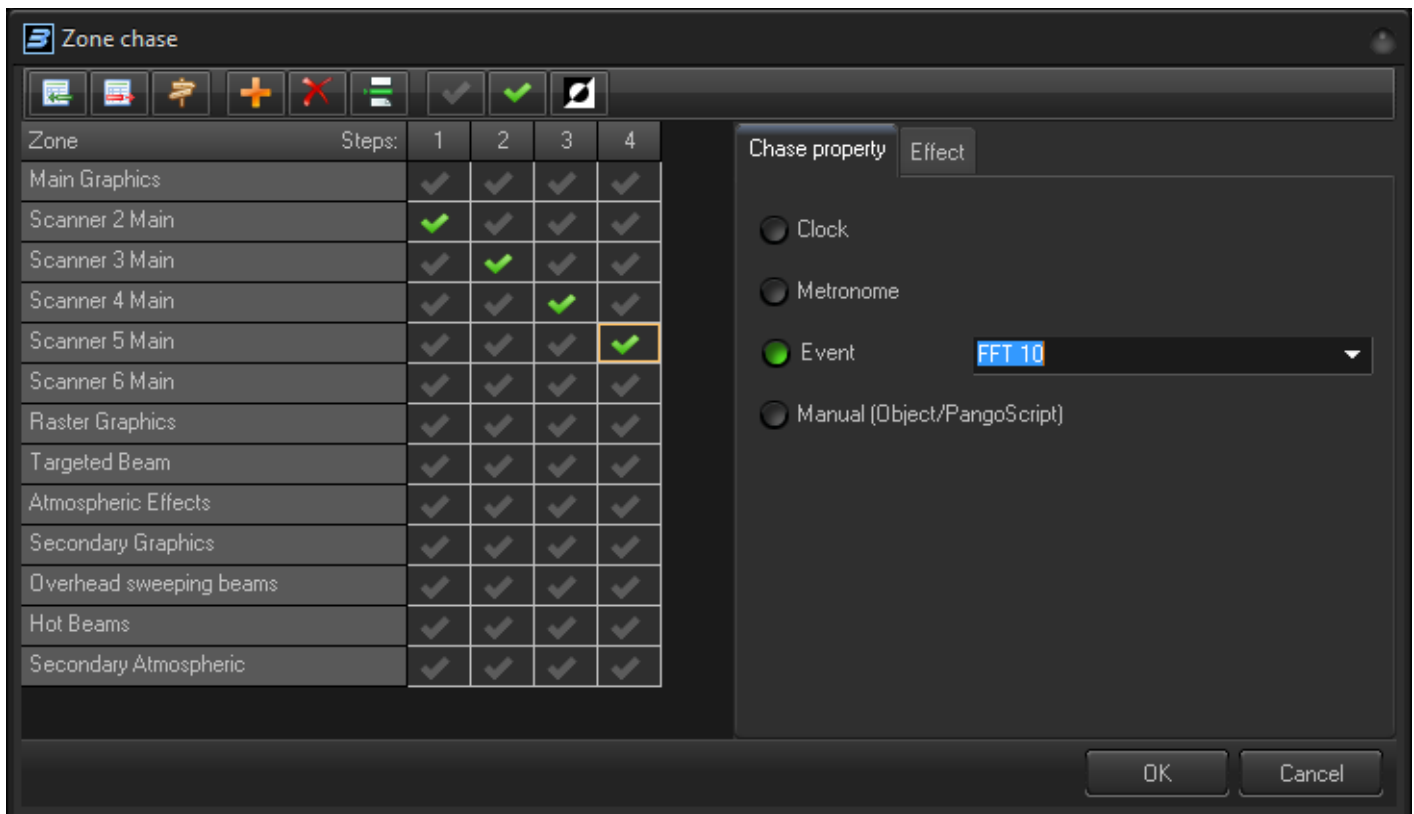 Zone chase
Zone Steps: 1 2 3 4
Main Graphics
Scanner 2 Main
Scanner 3 Main
Scanner 4 Main
Scanner 5 Main
Scanner 6 Main
Raster Graphics
Targeted Beam
Atmospheric Effects
Secondary Graphics
Overhead sweeping beams
Hot Beams
Secondary Atmospheric
Chase property Effect
Clock
Metronome
Event FFT 10
Manual (Object/PangoScript)
OK Cancel